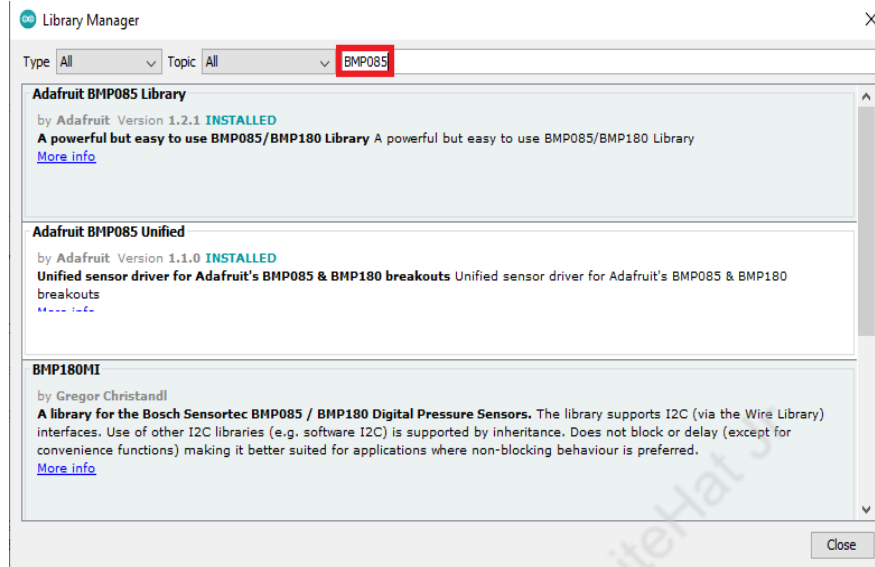 Library Manager
Type All Topic All BMP085
Adafruit BMP085 Library
by Adafruit Version 1.2.1 INSTALLED
A powerful but easy to use BMP085/BMP180 Library A powerful but easy to use BMP085/BMP180 Library
More info
Adafruit BMP085 Unified
by Adafruit Version 1.1.0 INSTALLED
Unified sensor driver for Adafruit's BMP085 & BMP180 breakouts Unified sensor driver for Adafruit's BMP085 & BMP180
breakouts
More info
BMP180MI
by Gregor Christandl
A library for the Bosch Sensortec BMP085 / BMP180 Digital Pressure Sensors. The library supports I2C (via the Wire Library)
interfaces. Use of other I2C libraries (e.g. software I2C) is supported by inheritance. Does not block or delay (except for
convenience functions) making it better suited for applications where non-blocking behaviour is preferred.
More info
Close